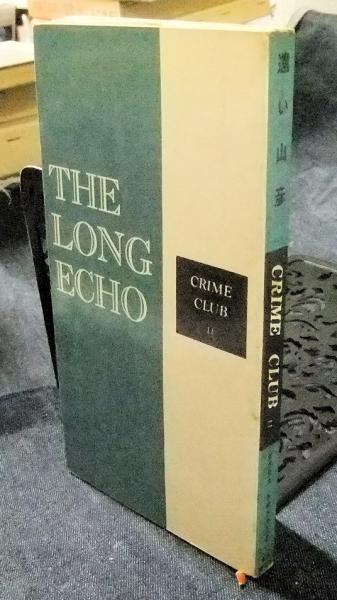 THE
LONG
ECHO
CRIME
CLUB
11
遠い山彦
CRIME CLUB 11